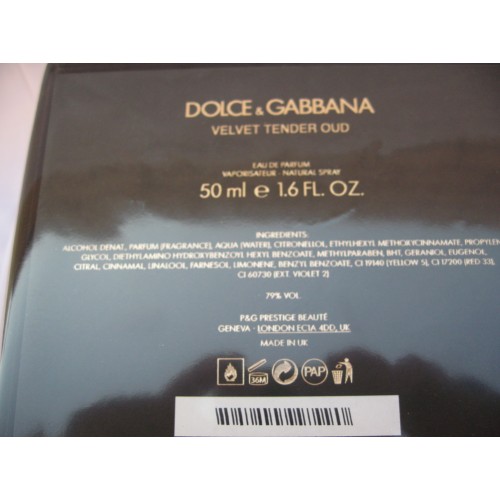 DOLCE & GABBANA
VELVET TENDER OUD
EAU DE PARFUM
VAPORISATEUR · NATURAL SPRAY
50 ml e 1.6 FL. OZ.
INGREDIENTS:
ALCOHOL DENAT., PARFUM (FRAGRANCE), AQUA (WATER), CITRONELLOL, ETHYLHEXYL METHOXYCINNAMATE, PROPYLENE
GLYCOL, DIETHYLAMINO HYDROXYBENZOYL HEXYL BENZOATE, METHYLPARABEN, BHT, GERANIOL, EUGENOL,
CITRAL, CINNAMAL, LINALOOL, FARNESOL, LIMONENE, BENZYL BENZOATE, CI 19140 (YELLOW 5), CI 17200 (RED 33),
CI 60730 (EXT. VIOLET 2)
79% VOL.
P&G PRESTIGE BEAUTÉ
GENEVA · LONDON EC1A 4DD, UK
MADE IN UK
36M PAP